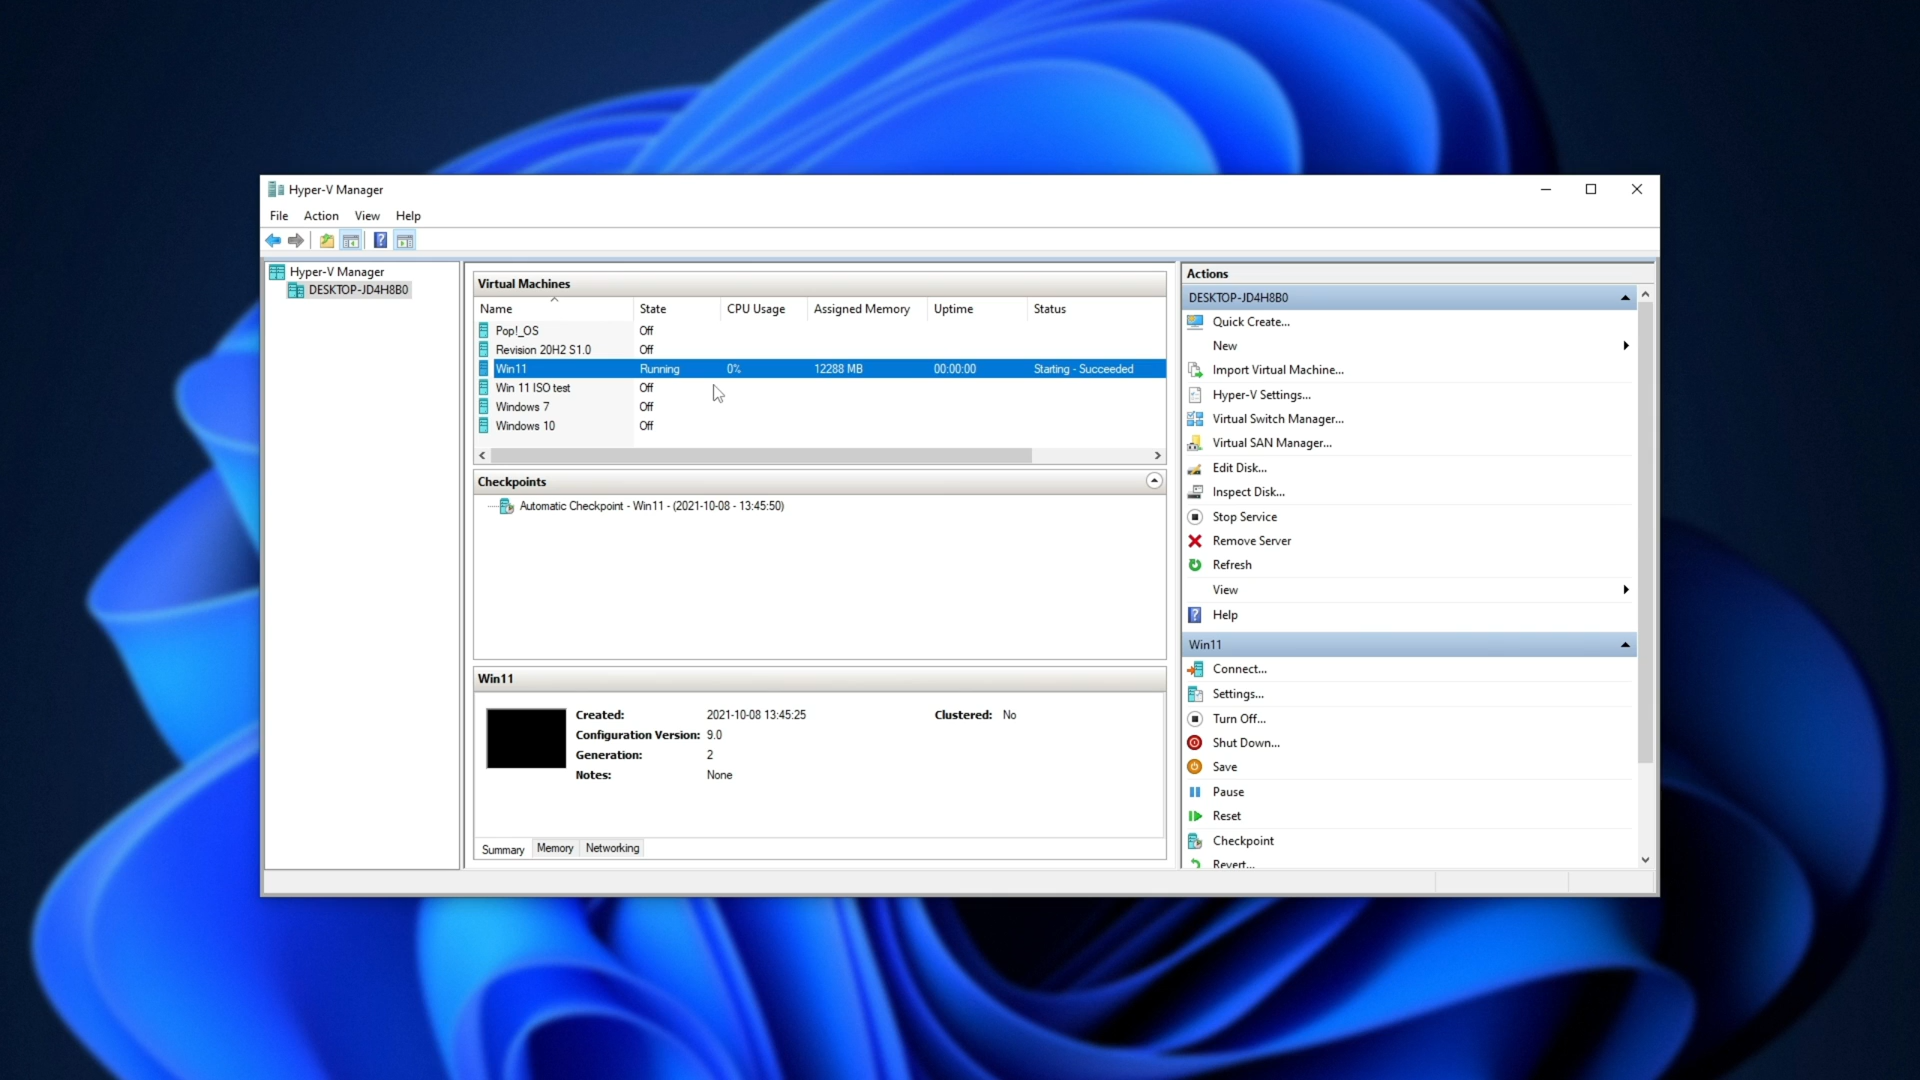 Hyper-V Manager
File Action View Help
Hyper-V Manager
DESKTOP-JD4H8B0
Virtual Machines
Name State CPU Usage Assigned Memory Uptime Status
Pop!_OS Off
Revision 20H2 S1.0 Off
Win11 Running 0% 12288 MB 00:00:00 Starting - Succeeded
Win 11 ISO test Off
Windows 7 Off
Windows 10 Off
Checkpoints
Automatic Checkpoint - Win11 - (2021-10-08 - 13:45:50)
Win11
Created: 2021-10-08 13:45:25 Clustered: No
Configuration Version: 9.0
Generation: 2
Notes: None
Summary Memory Networking
Actions
DESKTOP-JD4H8B0
Quick Create...
New
Import Virtual Machine...
Hyper-V Settings...
Virtual Switch Manager...
Virtual SAN Manager...
Edit Disk...
Inspect Disk...
Stop Service
Remove Server
Refresh
View
Help
Win11
Connect...
Settings...
Turn Off...
Shut Down...
Save
Pause
Reset
Checkpoint
Revert...